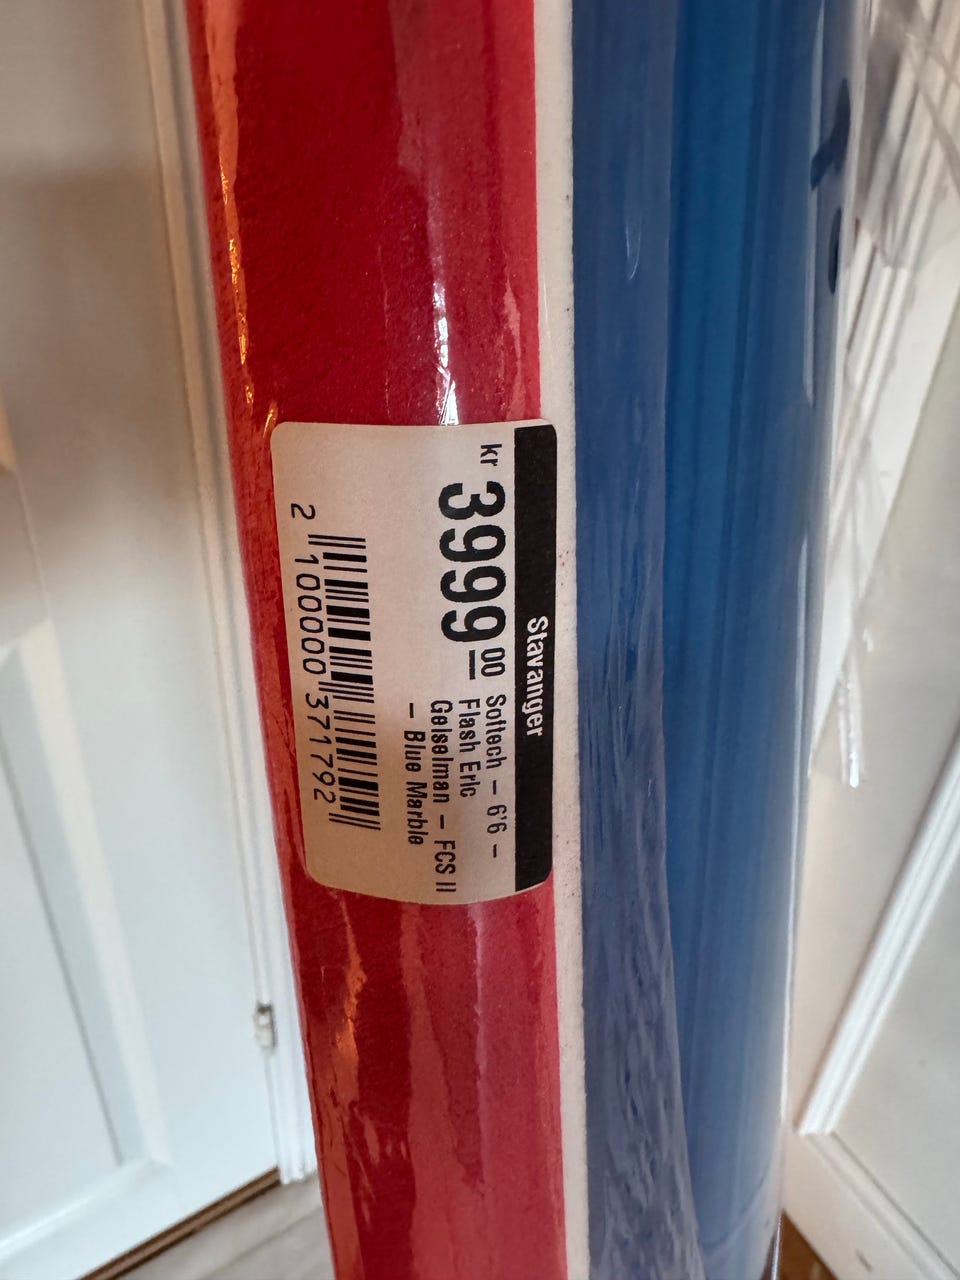 Stavanger
kr 3999 00
Softech – 6'6 –
Flash Eric
Geiselman – FCS II
– Blue Marble
2 100000 371792